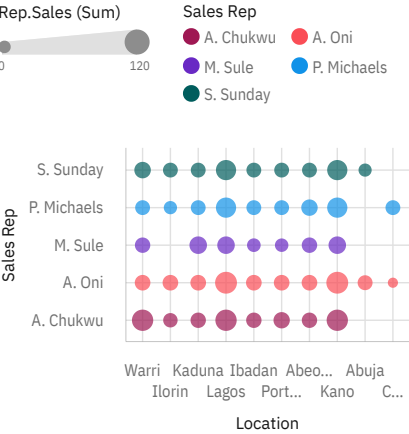 Rep.Sales (Sum)
0 120
Sales Rep
A. Chukwu A. Oni
M. Sule P. Michaels
S. Sunday
Sales Rep
S. Sunday
P. Michaels
M. Sule
A. Oni
A. Chukwu
Warri Kaduna Ibadan Abeo... Abuja
Ilorin Lagos Port... Kano C...
Location